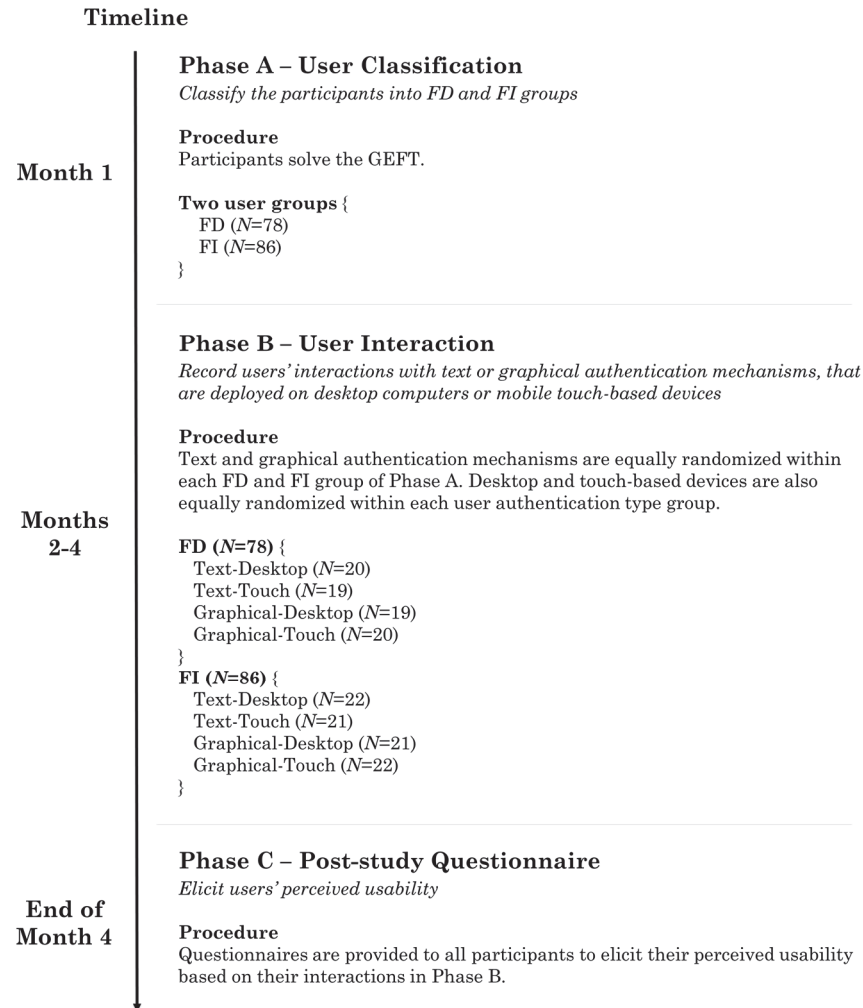 Timeline
Phase A – User Classification
Classify the participants into FD and FI groups
Procedure
Participants solve the GEFT.
Month 1
Two user groups {
FD (N=78)
FI (N=86)
}
Phase B – User Interaction
Record users’ interactions with text or graphical authentication mechanisms, that
are deployed on desktop computers or mobile touch-based devices
Procedure
Text and graphical authentication mechanisms are equally randomized within
each FD and FI group of Phase A. Desktop and touch-based devices are also
equally randomized within each user authentication type group.
Months
2-4
FD (N=78) {
Text-Desktop (N=20)
Text-Touch (N=19)
Graphical-Desktop (N=19)
Graphical-Touch (N=20)
}
FI (N=86) {
Text-Desktop (N=22)
Text-Touch (N=21)
Graphical-Desktop (N=21)
Graphical-Touch (N=22)
}
Phase C – Post-study Questionnaire
Elicit users’ perceived usability
End of
Month 4
Procedure
Questionnaires are provided to all participants to elicit their perceived usability
based on their interactions in Phase B.